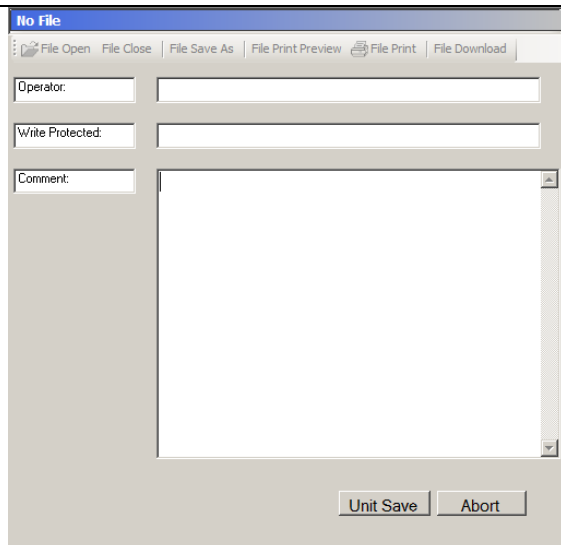 No File
File Open File Close File Save As File Print Preview File Print File Download
Operator:
Write Protected:
Comment:
Unit Save Abort